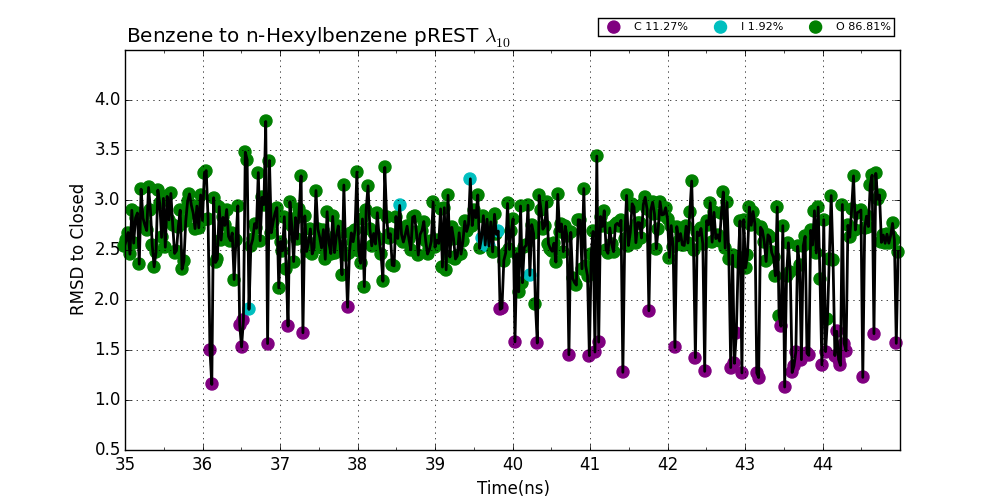 Benzene to n-Hexylbenzene pREST λ₁₀
C 11.27% I 1.92% O 86.81%
RMSD to Closed
4.0
3.5
3.0
2.5
2.0
1.5
1.0
0.5
35 36 37 38 39 40 41 42 43 44
Time(ns)